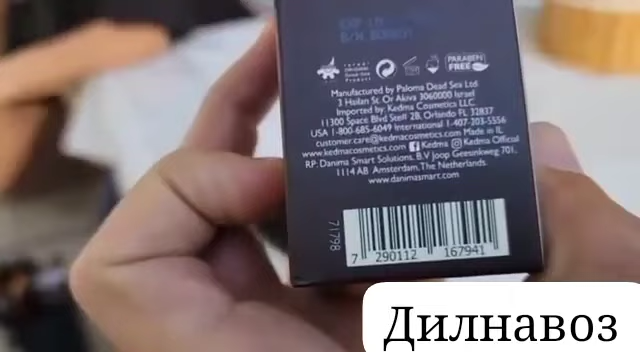 PARABEN
FREE
Manufactured by Paloma Dead Sea Ltd
3 Hailan St. Or Akiva 3060000 Israel
Imported by: Kedma Cosmetics LLC.
11300 Space Blvd Ste# 2B, Orlando FL 32837
USA 1-800-685-6049 International 1-407-203-5556
customer.care@kedmacosmetics.com Made in IL
www.kedmacosmetics.com Kedma Kedma Official
RP: Danima Smart Solutions, B.V Joop Geesinkweg 701,
1114 AB Amsterdam, The Netherlands.
www.danimasmart.com
71798
7 290112 167941
Дилнавоз